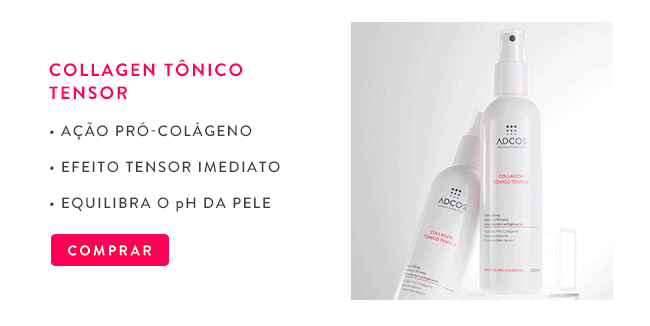 COLLAGEN TÔNICO
TENSOR
• AÇÃO PRÓ-COLÁGENO
• EFEITO TENSOR IMEDIATO
• EQUILIBRA O pH DA PELE
COMPRAR
ADCOS
COLLAGEN
TÔNICO TENSOR
ADCOS
COLLAGEN
TÔNICO TENSOR